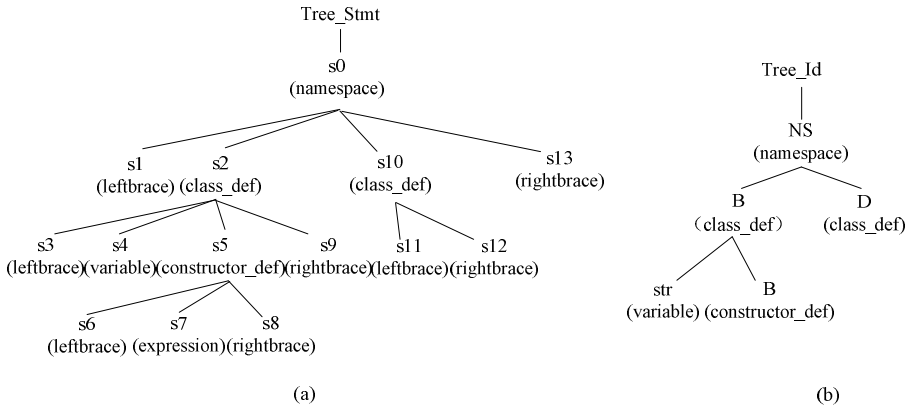 Tree_Stmt
s0
(namespace)
s1
(leftbrace)
s2
(class_def)
s10
(class_def)
s13
(rightbrace)
s3
(leftbrace)
s4
(variable)
s5
(constructor_def)
s9
(rightbrace)
s11
(leftbrace)
s12
(rightbrace)
s6
(leftbrace)
s7
(expression)
s8
(rightbrace)
(a)
Tree_Id
NS
(namespace)
B
（class_def）
D
(class_def)
str
(variable)
B
(constructor_def)
(b)